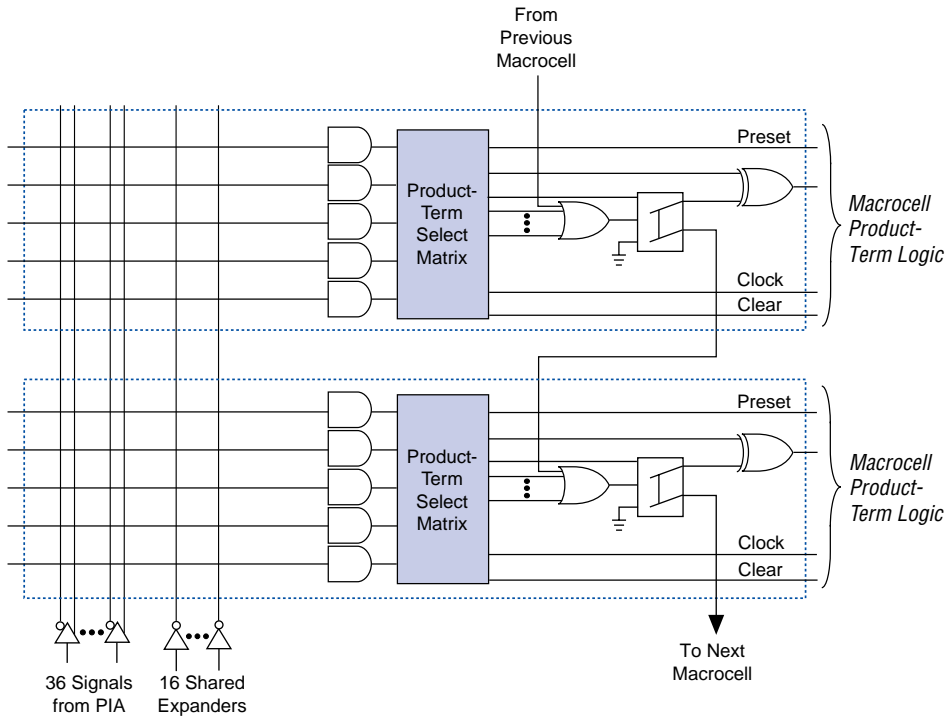 From
Previous
Macrocell
Preset
Product-
Term
Select
Matrix
Macrocell
Product-
Term Logic
Clock
Clear
Preset
Product-
Term
Select
Matrix
Macrocell
Product-
Term Logic
Clock
Clear
36 Signals
from PIA
16 Shared
Expanders
To Next
Macrocell